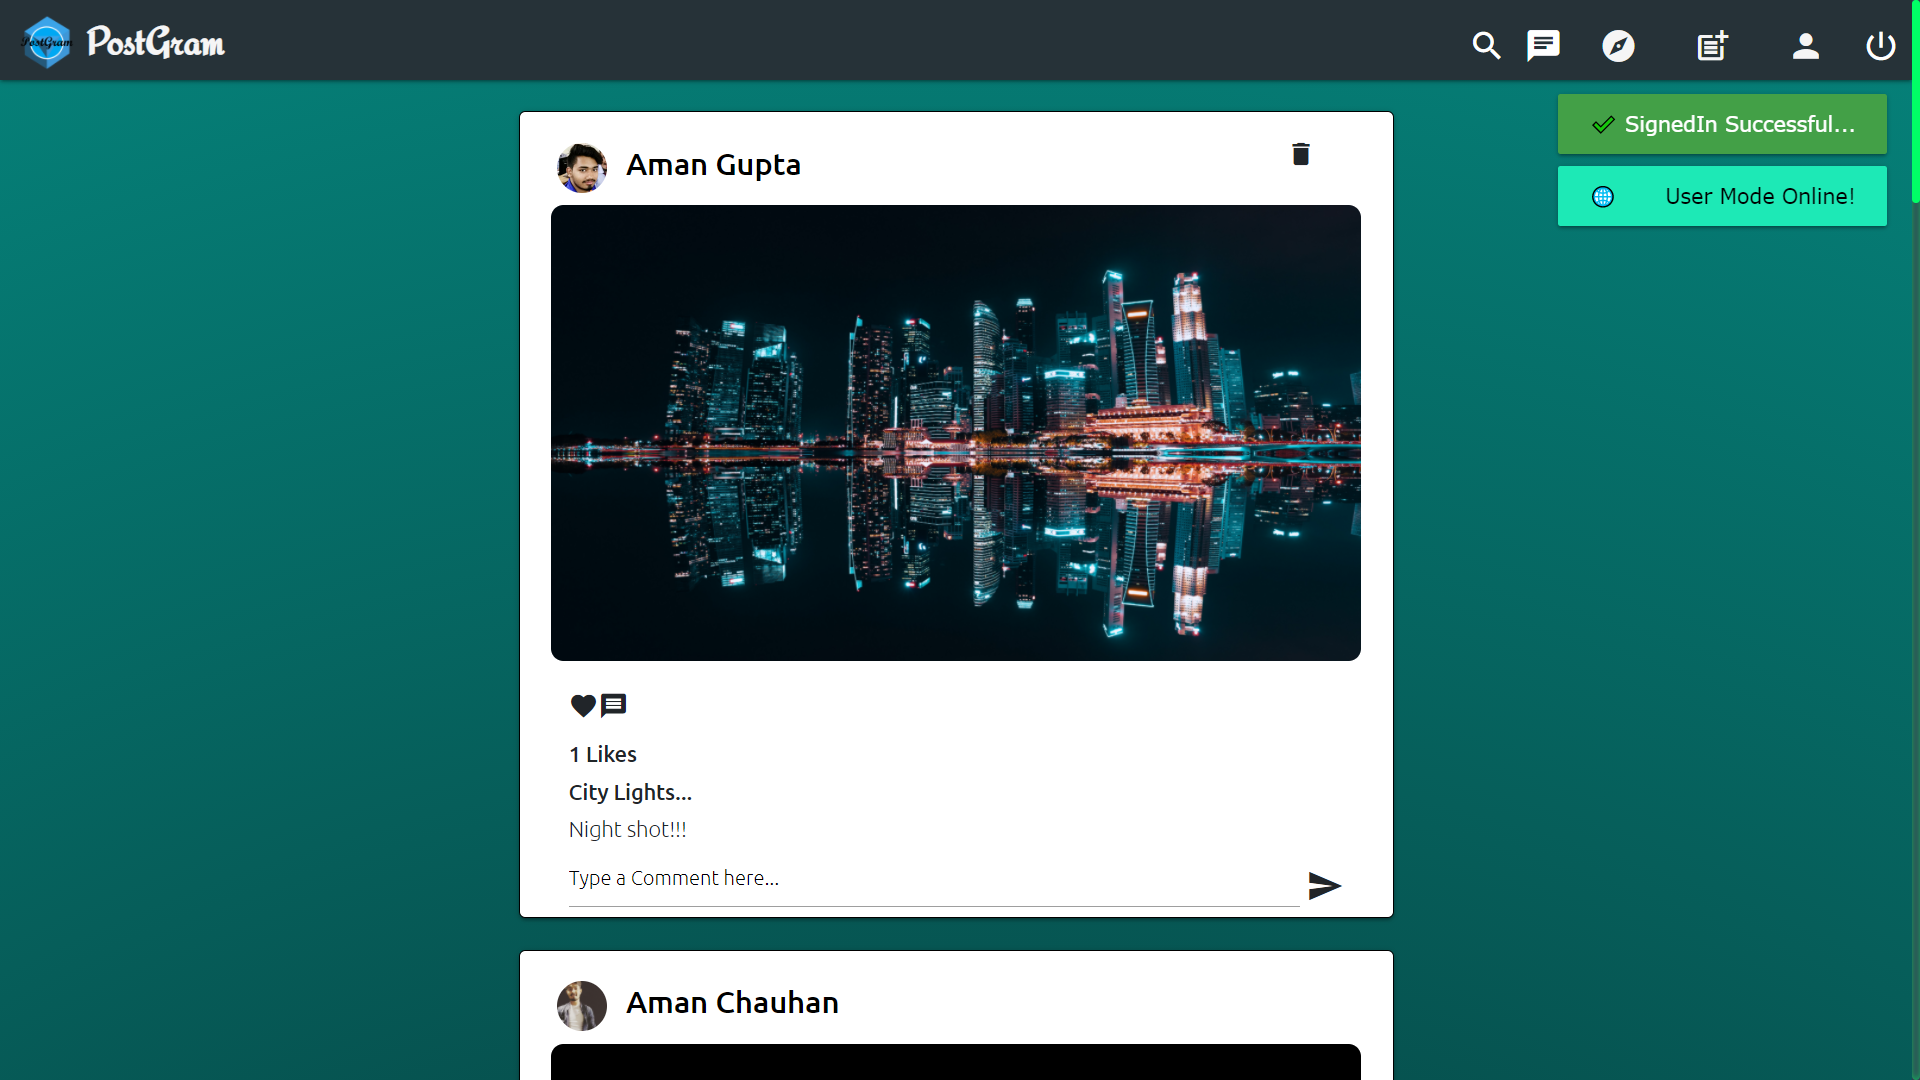 PostGram
PostGram
SignedIn Successful...
User Mode Online!
Aman Gupta
1 Likes
City Lights...
Night shot!!!
Type a Comment here...
Aman Chauhan